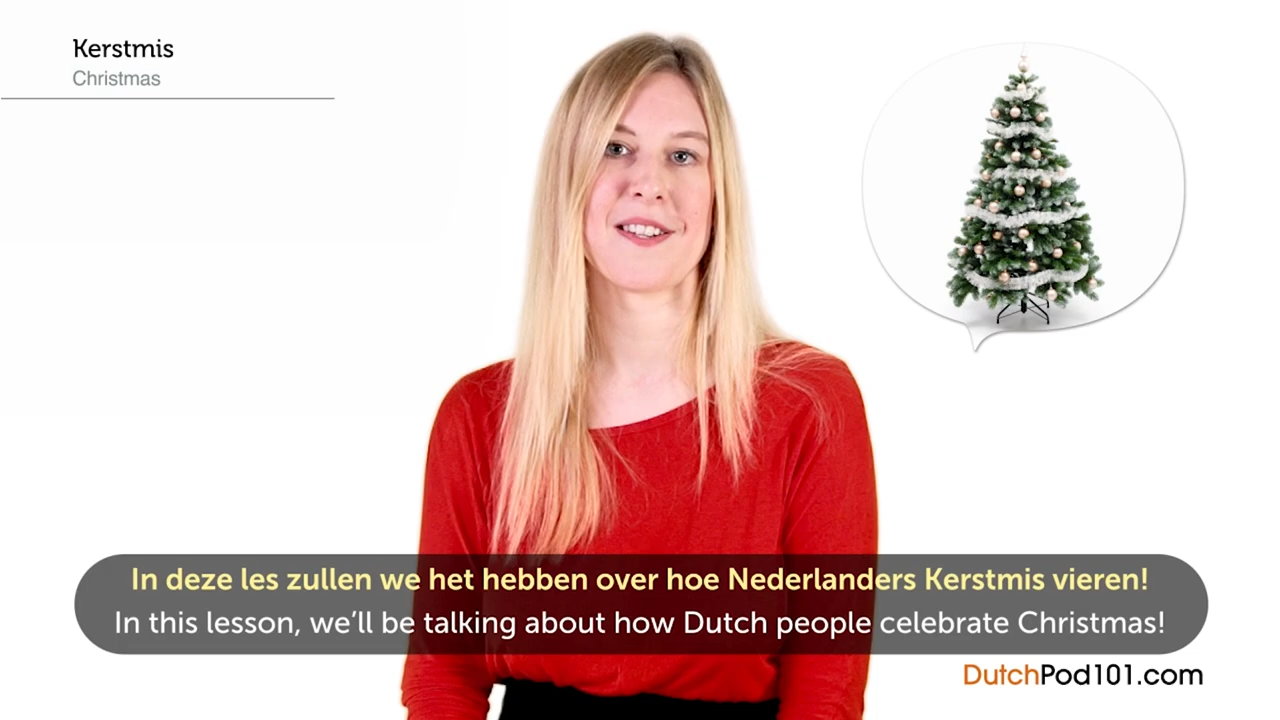 Kerstmis
Christmas
In deze les zullen we het hebben over hoe Nederlanders Kerstmis vieren!
In this lesson, we’ll be talking about how Dutch people celebrate Christmas!
DutchPod101.com